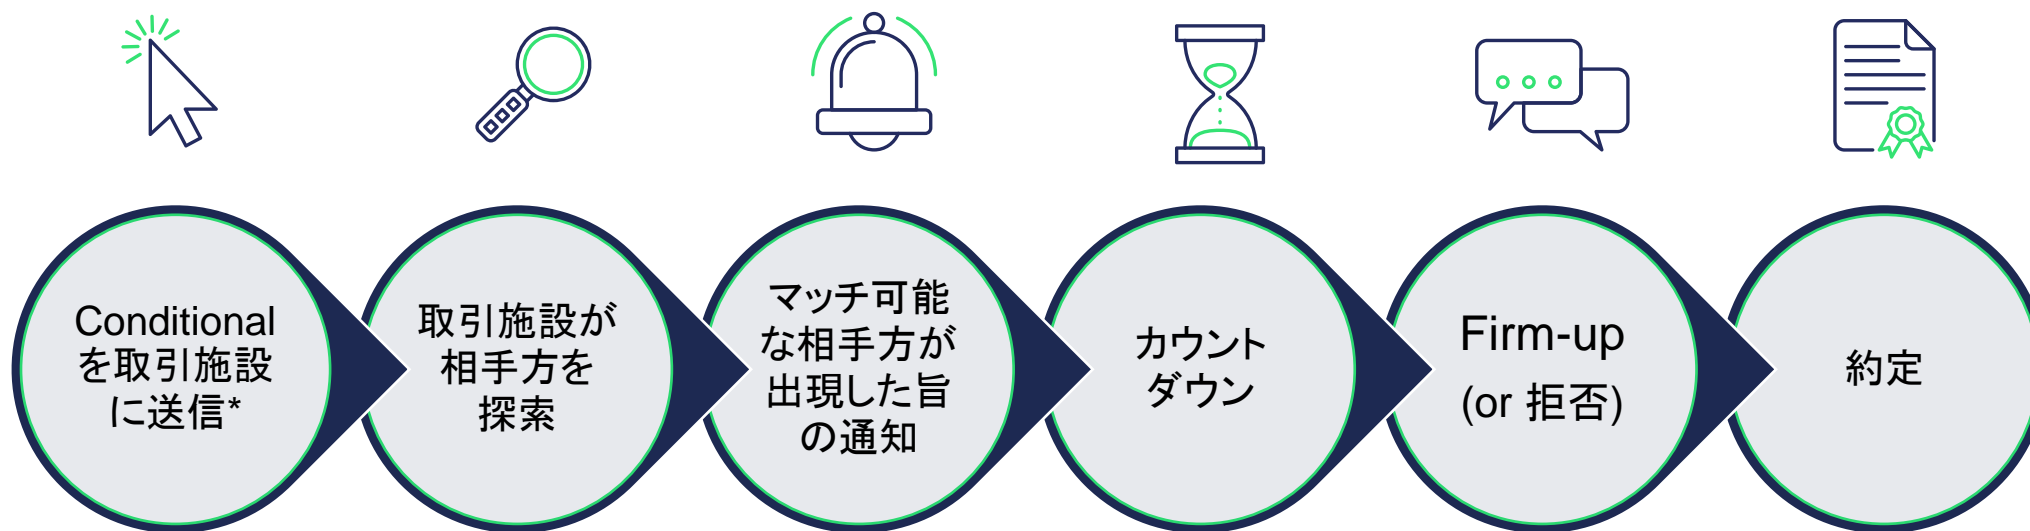 Conditional
を取引施設
に送信*
取引施設が
相手方を
探索
マッチ可能
な相手方が
出現した旨
の通知
カウント
ダウン
Firm-up
(or 拒否)
約定